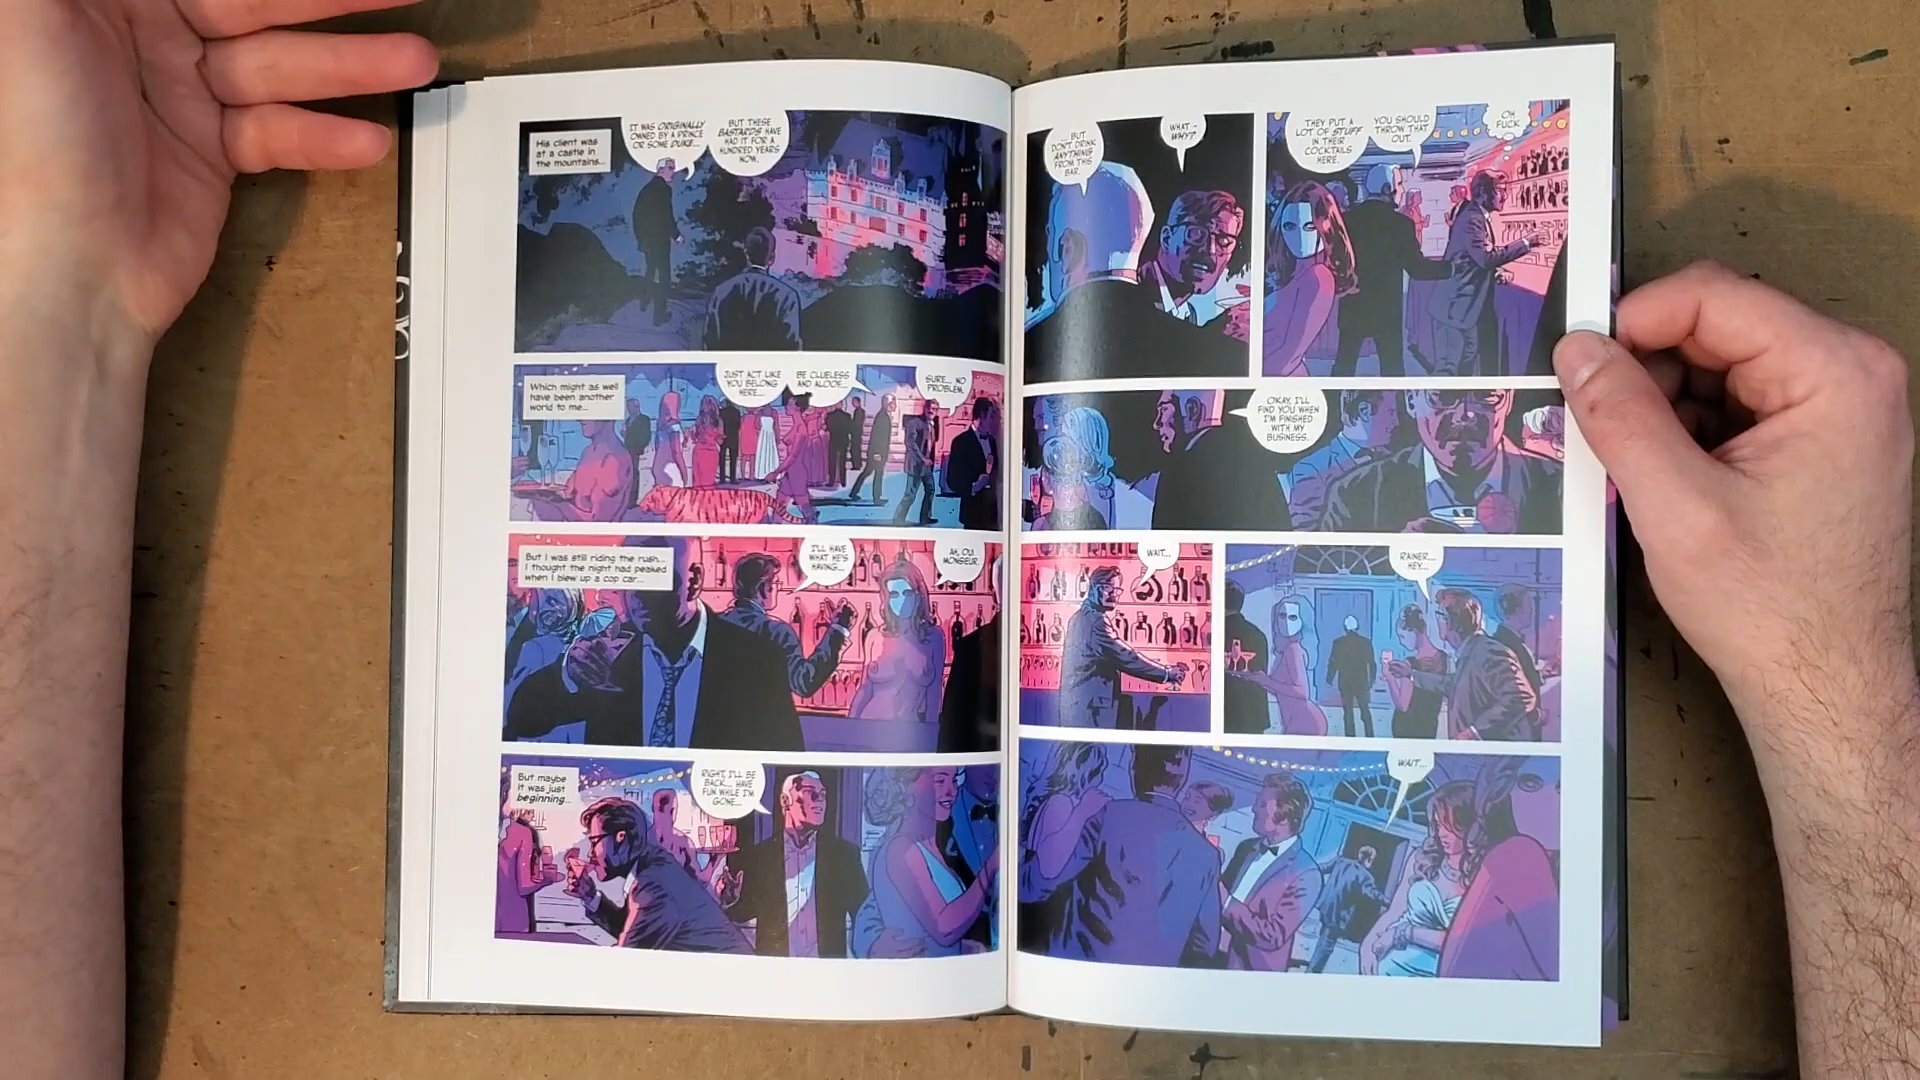 His client was
at a castle in
the mountains...
IT WAS ORIGINALLY
OWNED BY A PRINCE
OR SOME DUKE...
BUT THESE
BASTARDS HAVE
HAD IT FOR A
HUNDRED YEARS
NOW.
Which might as well
have been another
world to me...
JUST ACT LIKE
YOU BELONG
HERE...
BE CLUELESS
AND ALOOF...
SURE... NO
PROBLEM.
But I was still riding the rush...
I thought the night had peaked
when I blew up a cop car...
I'LL HAVE
WHAT HE'S
HAVING...
AH, OUI
MONSIEUR.
But maybe
it was just
beginning...
RIGHT, I'LL BE
BACK... HAVE
FUN WHILE I'M
GONE...
...BUT
DON'T DRINK
ANYTHING
FROM THIS
BAR.
WHAT--
WHY?
THEY PUT A
LOT OF STUFF
IN THEIR
COCKTAILS
HERE.
YOU SHOULD
THROW THAT
OUT.
OH
FUCK
OKAY, I'LL
FIND YOU WHEN
I'M FINISHED
WITH MY
BUSINESS.
WAIT...
RAINER...
HEY...
WAIT...